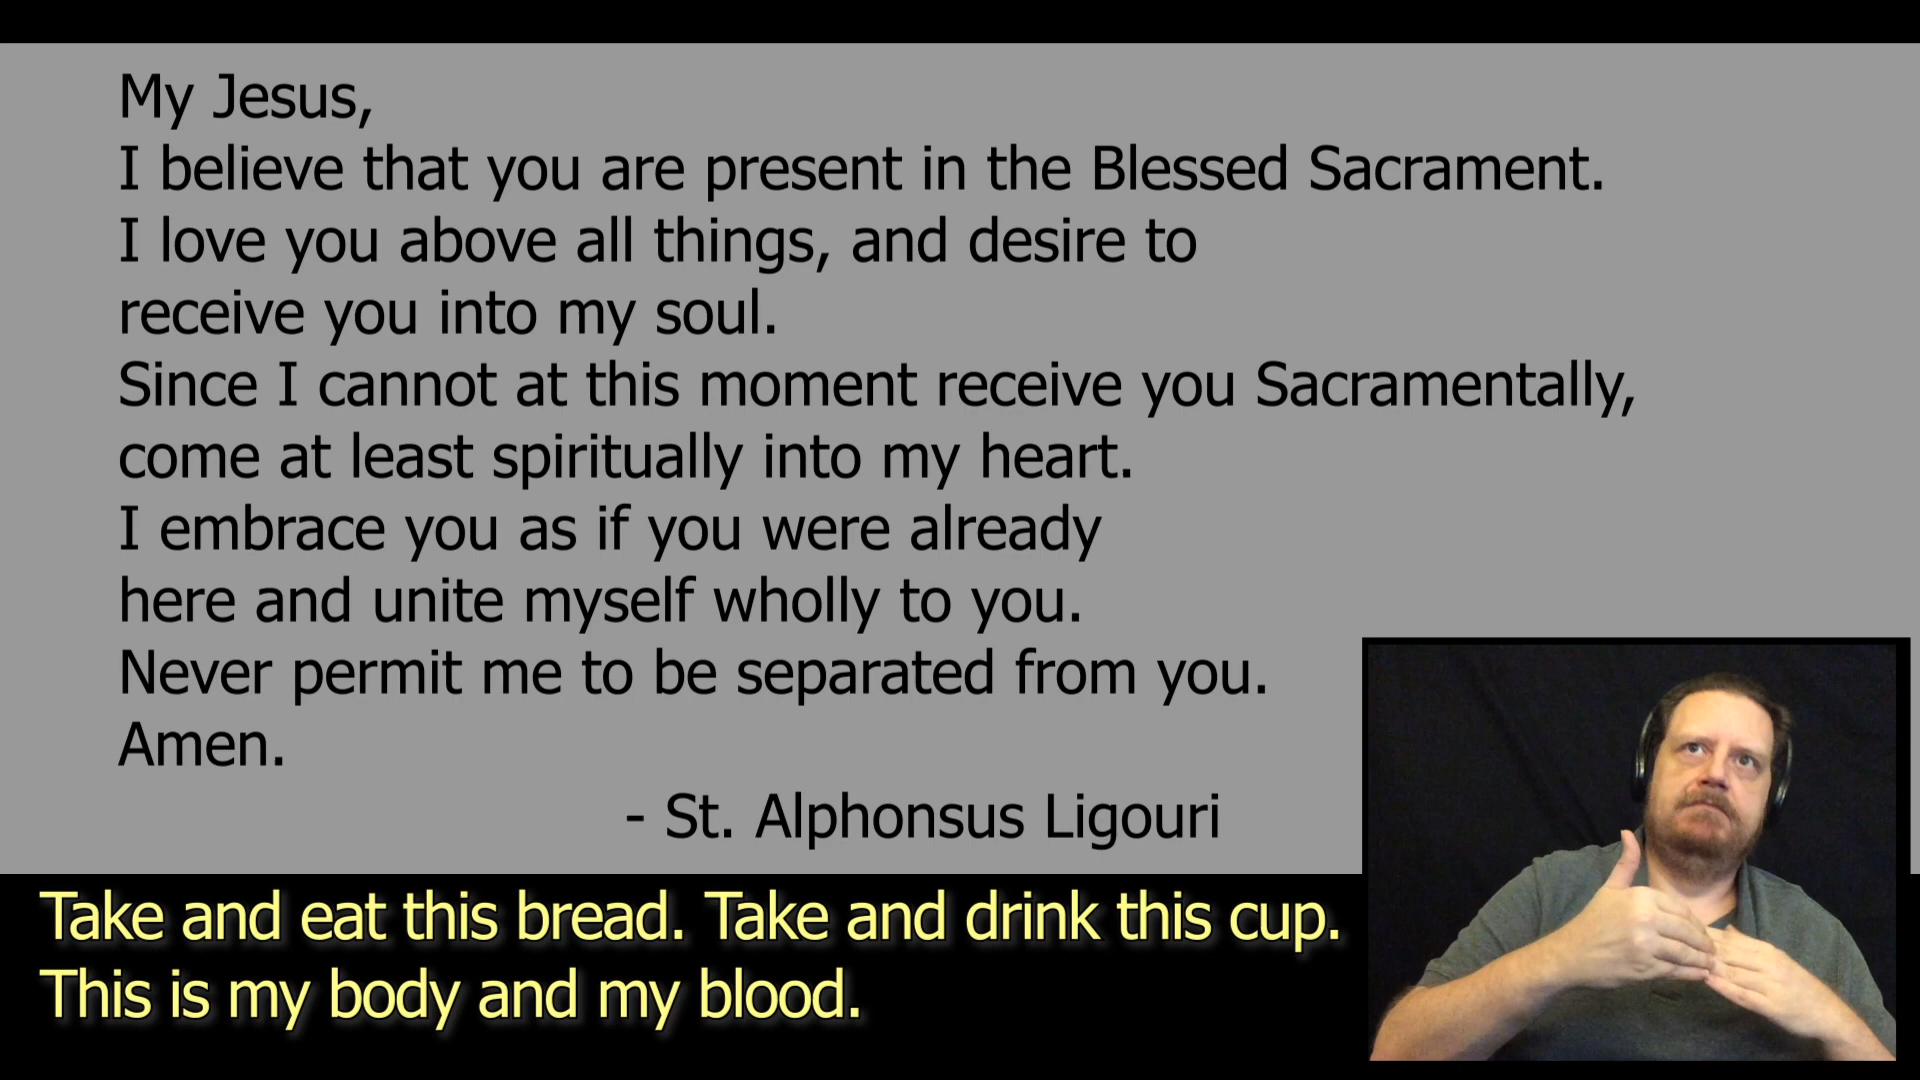 My Jesus,
I believe that you are present in the Blessed Sacrament.
I love you above all things, and desire to
receive you into my soul.
Since I cannot at this moment receive you Sacramentally,
come at least spiritually into my heart.
I embrace you as if you were already
here and unite myself wholly to you.
Never permit me to be separated from you.
Amen.
- St. Alphonsus Ligouri
Take and eat this bread. Take and drink this cup.
This is my body and my blood.